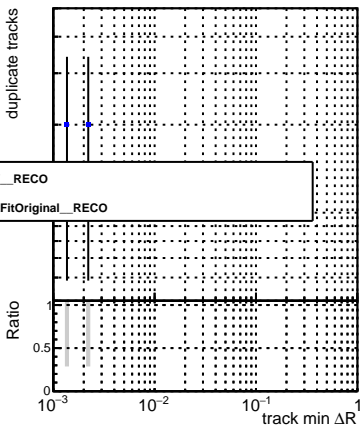 duplicate tracks
__RECO
FitOriginal__RECO
Ratio
1
0.5
0
10⁻³
10⁻²
10⁻¹
1
track min ΔR